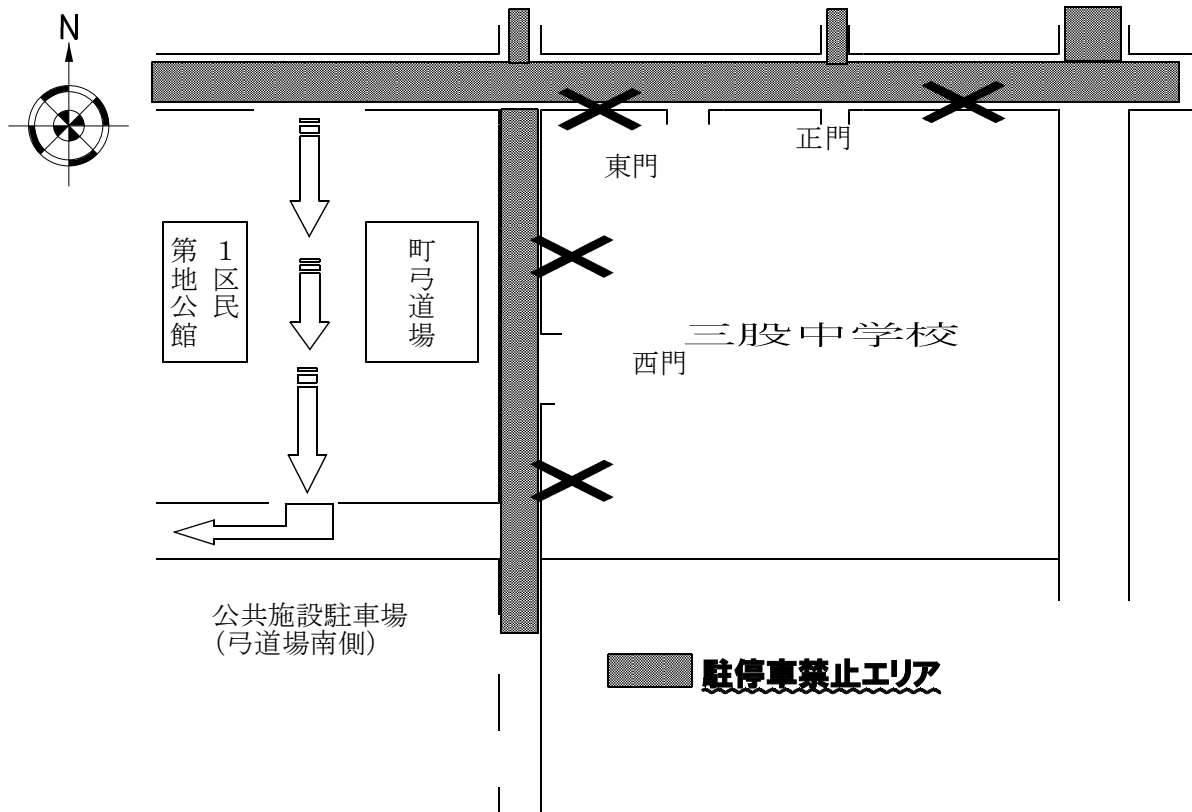 N
正門
東門
第地公館
1区民
町弓道場
三股中学校
西門
公共施設駐車場
(弓道場南側)
駐停車禁止エリア